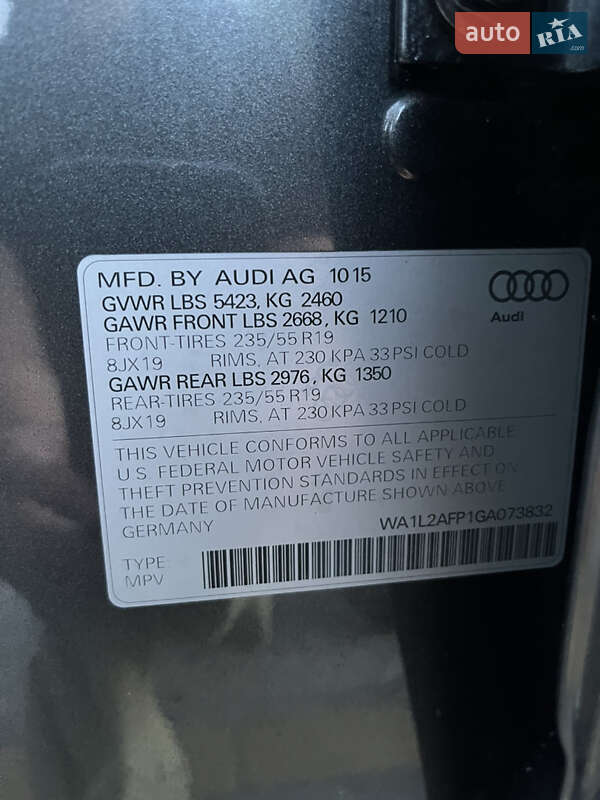 auto RIA.com
MFD. BY AUDI AG 1015
GVWR LBS 5423, KG 2460
GAWR FRONT LBS 2668, KG 1210
FRONT-TIRES 235/55 R19
8JX19 RIMS, AT 230 KPA 33 PSI COLD
GAWR REAR LBS 2976, KG 1350
REAR-TIRES 235/55 R19
8JX19 RIMS, AT 230 KPA 33 PSI COLD
Audi
THIS VEHICLE CONFORMS TO ALL APPLICABLE
U.S. FEDERAL MOTOR VEHICLE SAFETY AND
THEFT PREVENTION STANDARDS IN EFFECT ON
THE DATE OF MANUFACTURE SHOWN ABOVE.
GERMANY
WA1L2AFP1GA073832
TYPE:
MPV